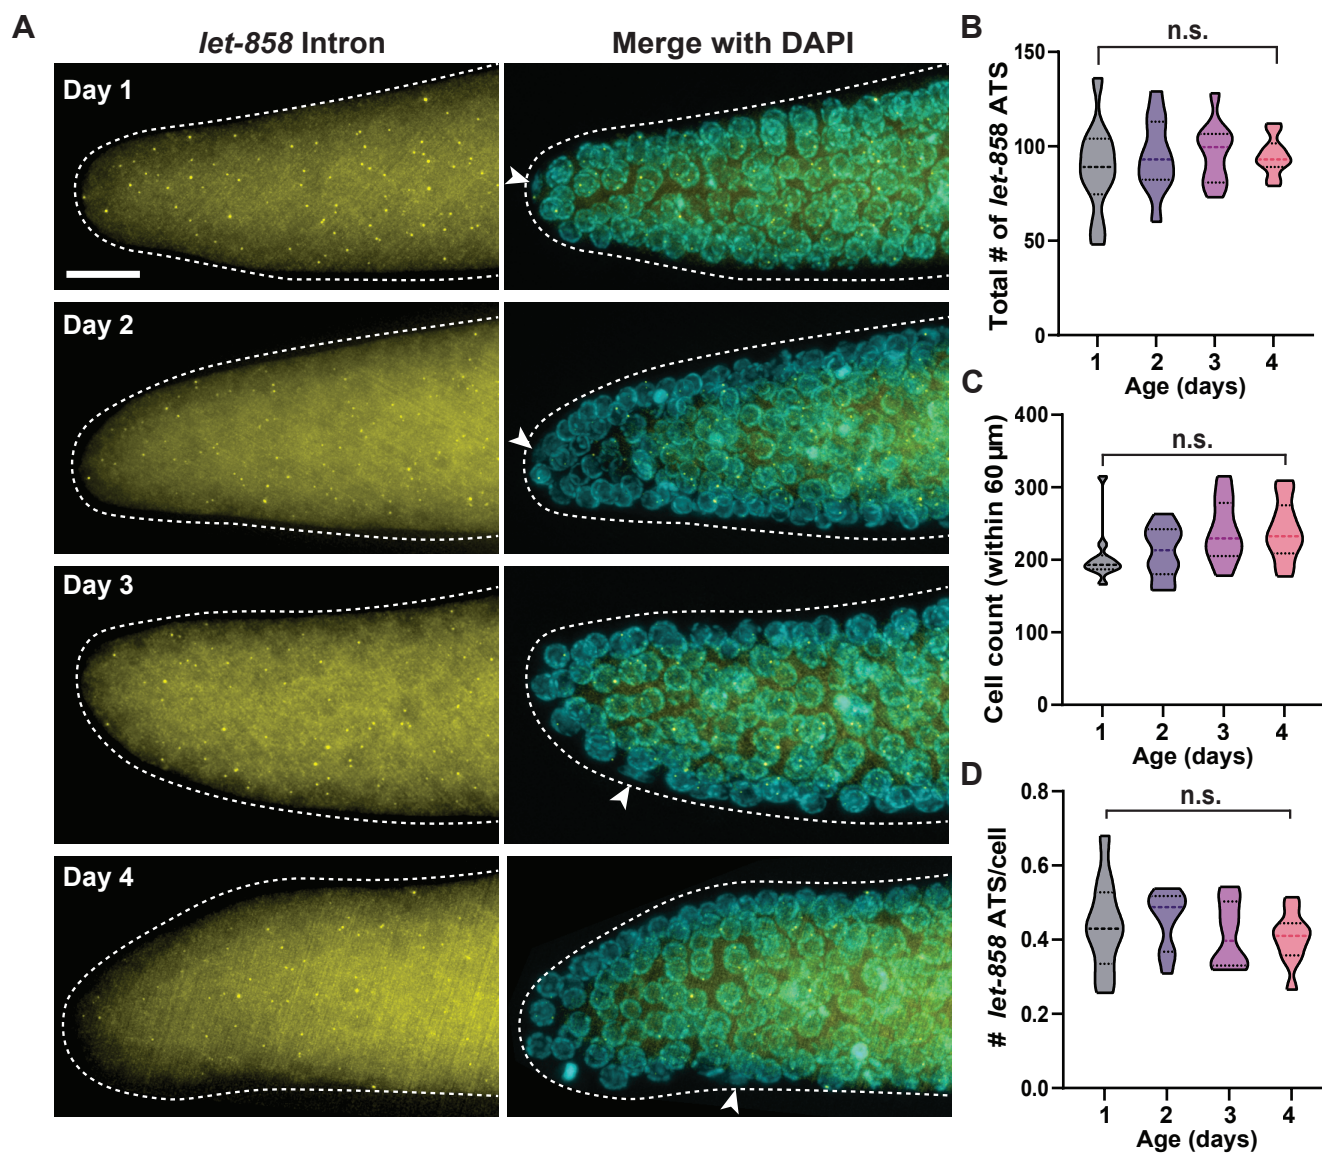 A
let-858 Intron
Merge with DAPI
Day 1
Day 2
Day 3
Day 4
B
n.s.
150
100
50
0
Total # of let-858 ATS
1 2 3 4
Age (days)
C
n.s.
400
300
200
100
0
Cell count (within 60 µm)
1 2 3 4
Age (days)
D
n.s.
0.8
0.6
0.4
0.2
0.0
# let-858 ATS/cell
1 2 3 4
Age (days)